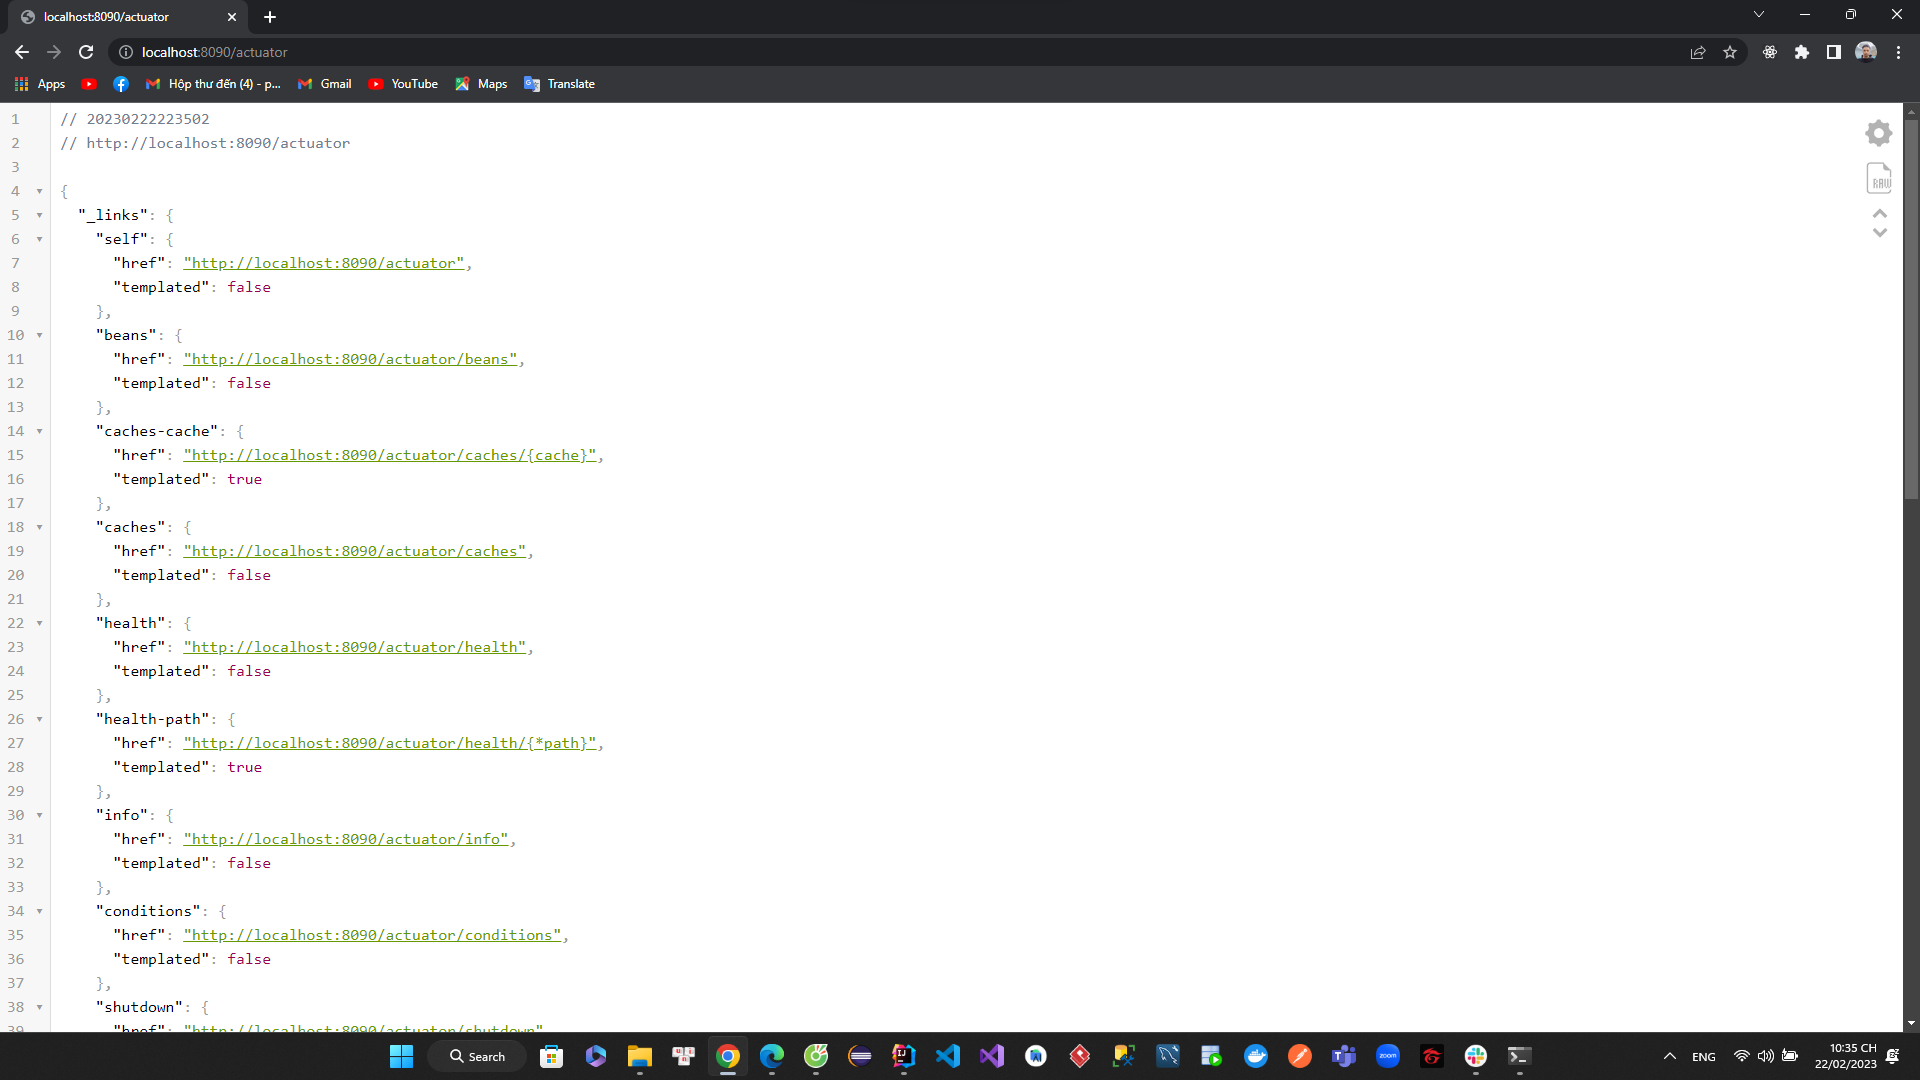 localhost:8090/actuator
localhost:8090/actuator
Apps
Hộp thư đến (4) - p...
Gmail
YouTube
Maps
Translate
1 // 20230222223502
2 // http://localhost:8090/actuator
3
4 {
5 "_links": {
6 "self": {
7 "href": "http://localhost:8090/actuator",
8 "templated": false
9 },
10 "beans": {
11 "href": "http://localhost:8090/actuator/beans",
12 "templated": false
13 },
14 "caches-cache": {
15 "href": "http://localhost:8090/actuator/caches/{cache}",
16 "templated": true
17 },
18 "caches": {
19 "href": "http://localhost:8090/actuator/caches",
20 "templated": false
21 },
22 "health": {
23 "href": "http://localhost:8090/actuator/health",
24 "templated": false
25 },
26 "health-path": {
27 "href": "http://localhost:8090/actuator/health/{*path}",
28 "templated": true
29 },
30 "info": {
31 "href": "http://localhost:8090/actuator/info",
32 "templated": false
33 },
34 "conditions": {
35 "href": "http://localhost:8090/actuator/conditions",
36 "templated": false
37 },
38 "shutdown": {
39 "href": "http://localhost:8090/actuator/shutdown"
RAW
Search
zoom
ENG
10:35 CH
22/02/2023